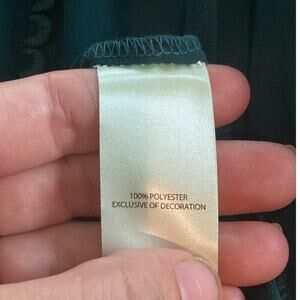 100% POLYESTER
EXCLUSIVE OF DECORATION